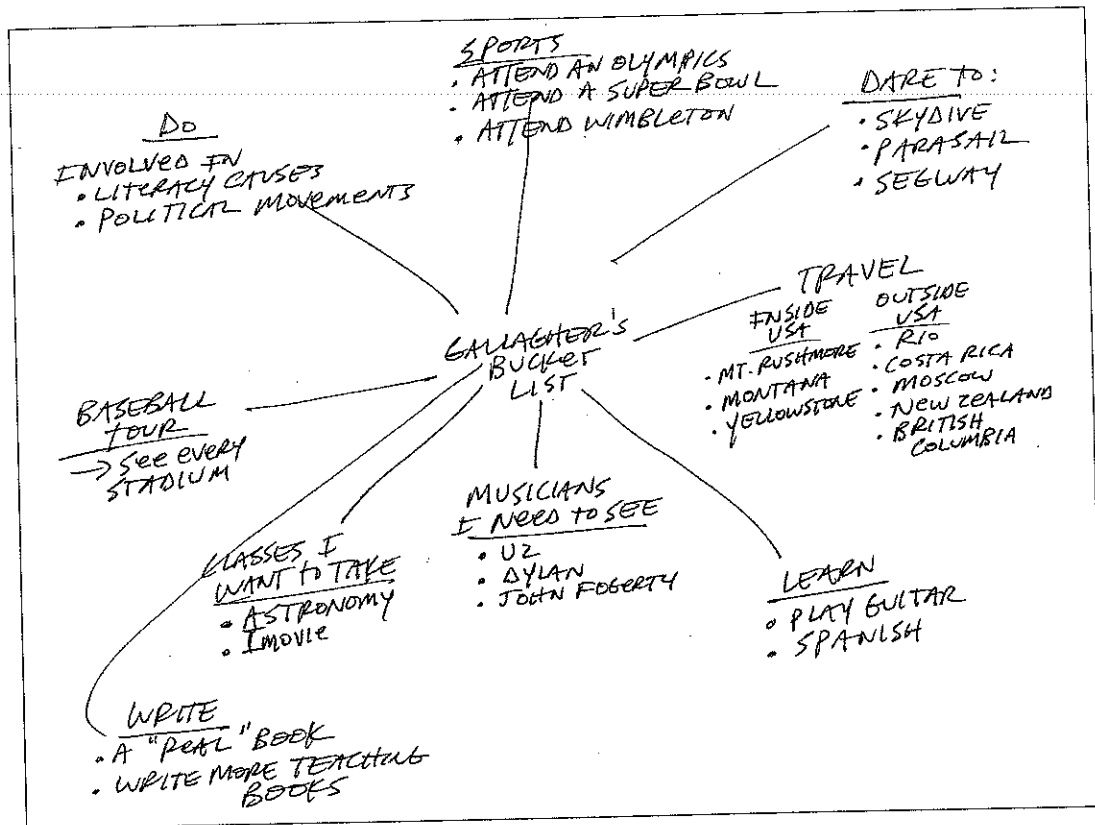 SPORTS
• ATTEND AN OLYMPICS
• ATTEND A SUPER BOWL
• ATTEND WIMBLETON
DARE TO:
• SKYDIVE
• PARASAIL
• SEGWAY
DO
INVOLVED IN
• LITERACY CAUSES
• POLITICAL MOVEMENTS
TRAVEL
INSIDE
USA
• MT. RUSHMORE
• MONTANA
• YELLOWSTONE
OUTSIDE
USA
• RIO
• COSTA RICA
• MOSCOW
• NEW ZEALAND
• BRITISH
COLUMBIA
GALLAGHER'S
BUCKET
LIST
BASEBALL
TOUR
→ SEE EVERY
STADIUM
CLASSES I
WANT TO TAKE
• ASTRONOMY
• IMOVIE
MUSICIANS
I NEED TO SEE
• U2
• DYLAN
• JOHN FOGERTY
LEARN
• PLAY GUITAR
• SPANISH
WRITE
• A "REAL" BOOK
• WRITE MORE TEACHING
BOOKS